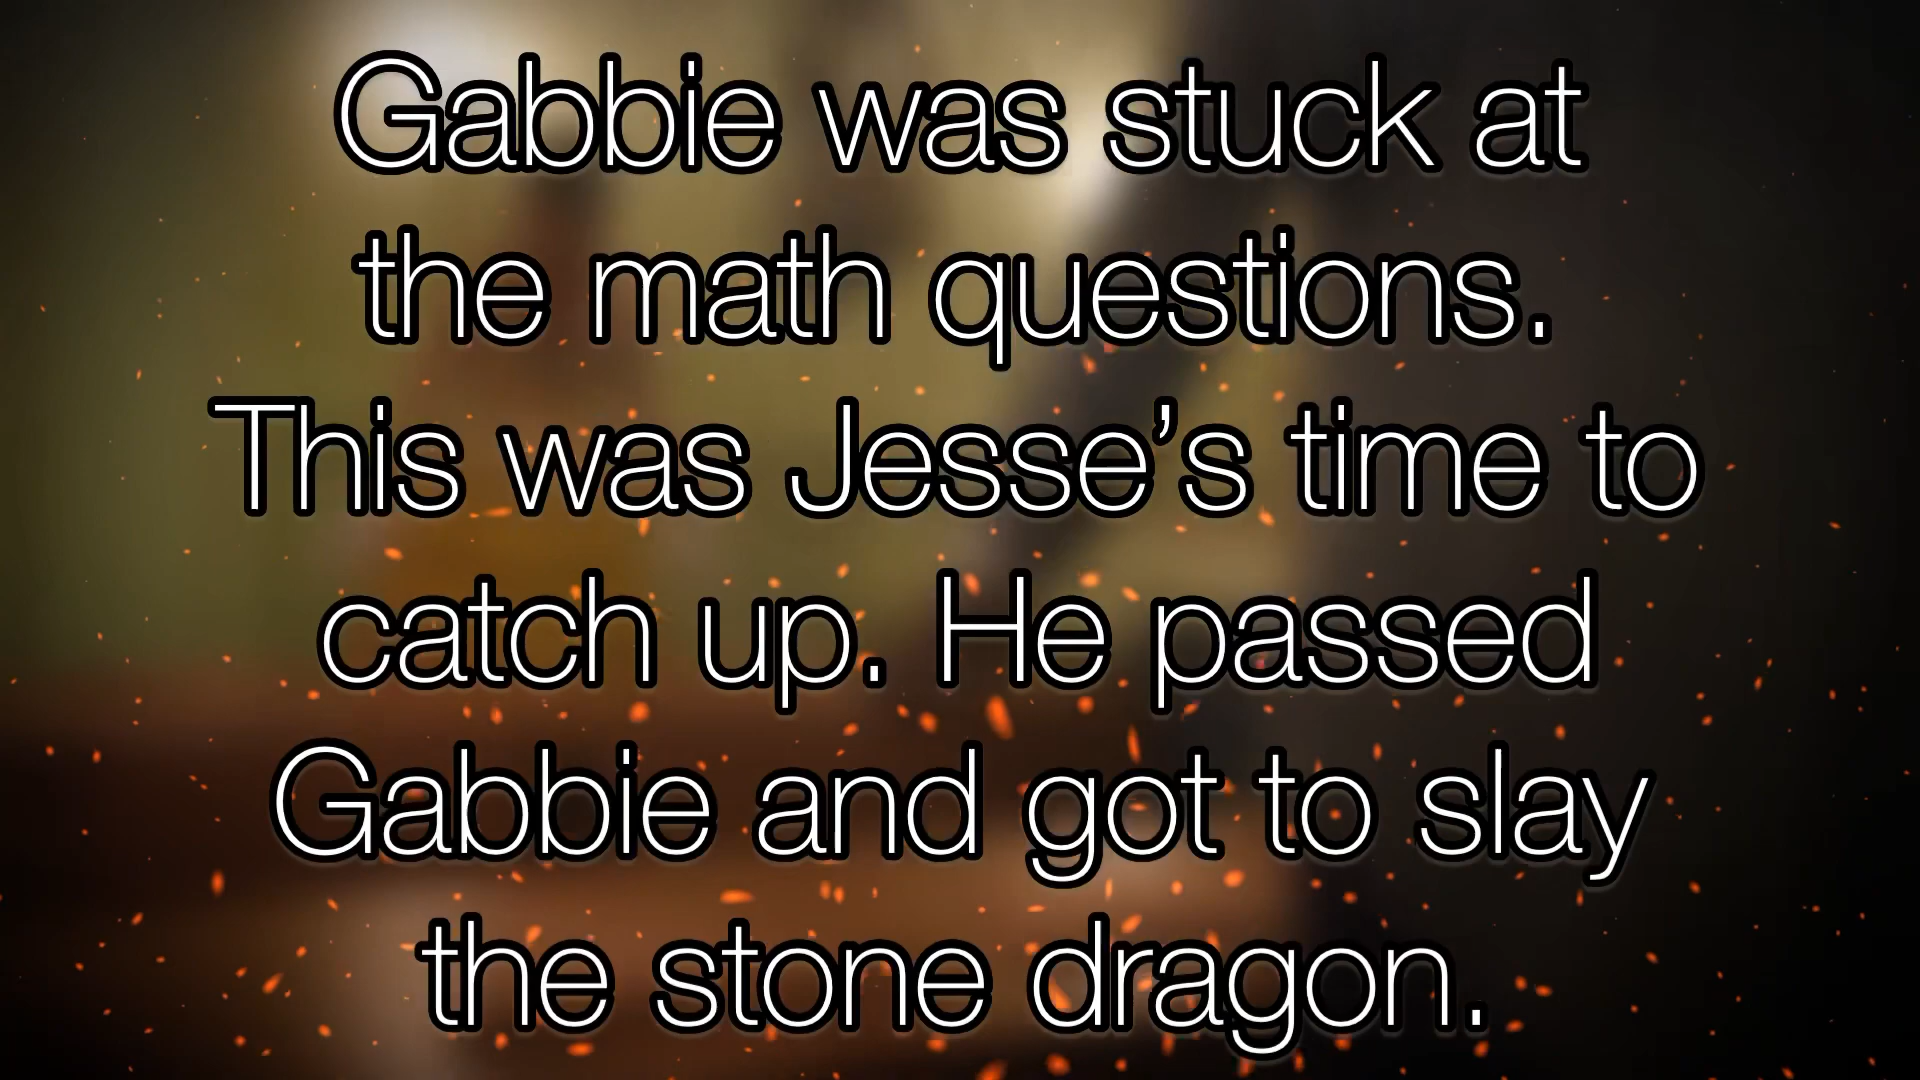 Gabbie was stuck at
the math questions.
This was Jesse’s time to
catch up. He passed
Gabbie and got to slay
the stone dragon.